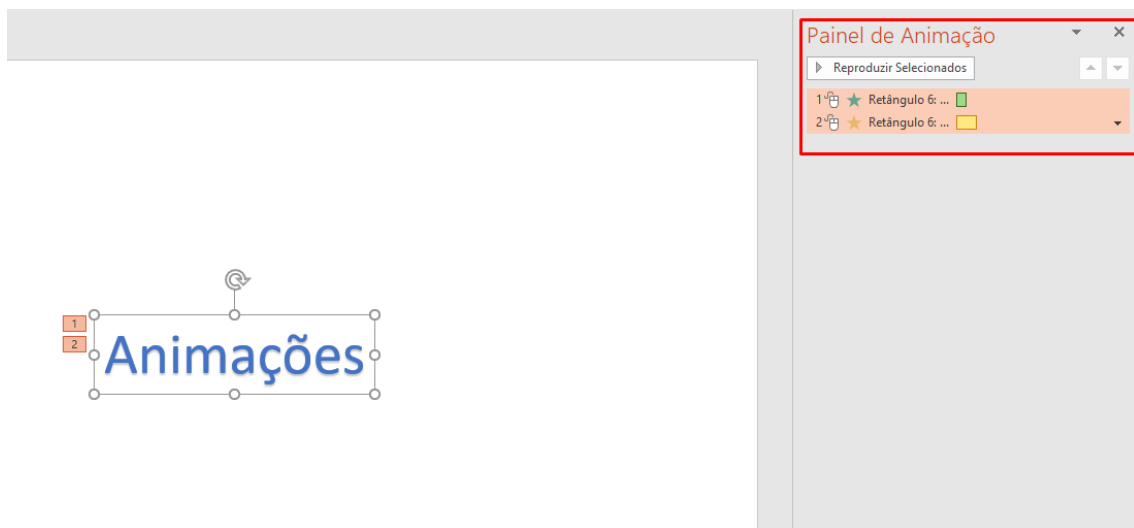 Painel de Animação
Reproduzir Selecionados
1 Retângulo 6: ...
2 Retângulo 6: ...
1
2
Animações